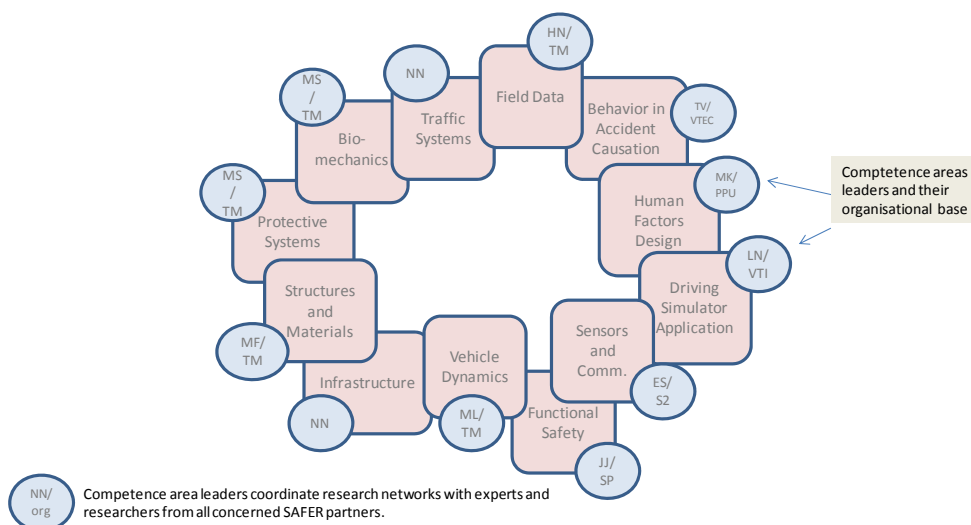 HN/
TM
NN
MS
/
TM
Field Data
Traffic
Systems
Behavior in
Accident
Causation
TV/
VTEC
Bio-
mechanics
MS
/
TM
Protective
Systems
MK/
PPU
Human
Factors
Design
Comptetence areas
leaders and their
organisational base
LN/
VTI
Driving
Simulator
Application
Structures
and
Materials
MF/
TM
Sensors
and
Comm.
Vehicle
Dynamics
Infrastructure
NN
ML/
TM
ES/
S2
Functional
Safety
JJ/
SP
NN/
org
Competence area leaders coordinate research networks with experts and
researchers from all concerned SAFER partners.